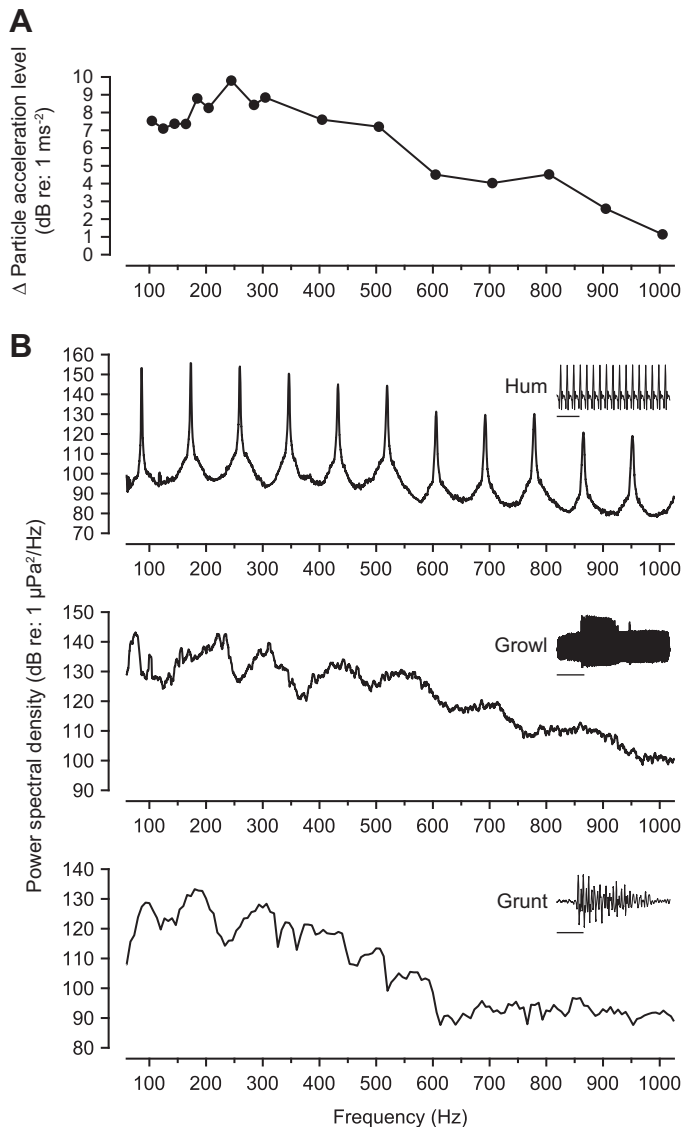 A
Δ Particle acceleration level
(dB re: 1 ms⁻²)
10
9
8
7
6
5
4
3
2
1
0
100 200 300 400 500 600 700 800 900 1000
B
Power spectral density (dB re: 1 µPa²/Hz)
160
150
140
130
120
110
100
90
80
70
Hum
100 200 300 400 500 600 700 800 900 1000
150
140
130
120
110
100
90
Growl
100 200 300 400 500 600 700 800 900 1000
140
130
120
110
100
90
80
Grunt
100 200 300 400 500 600 700 800 900 1000
Frequency (Hz)